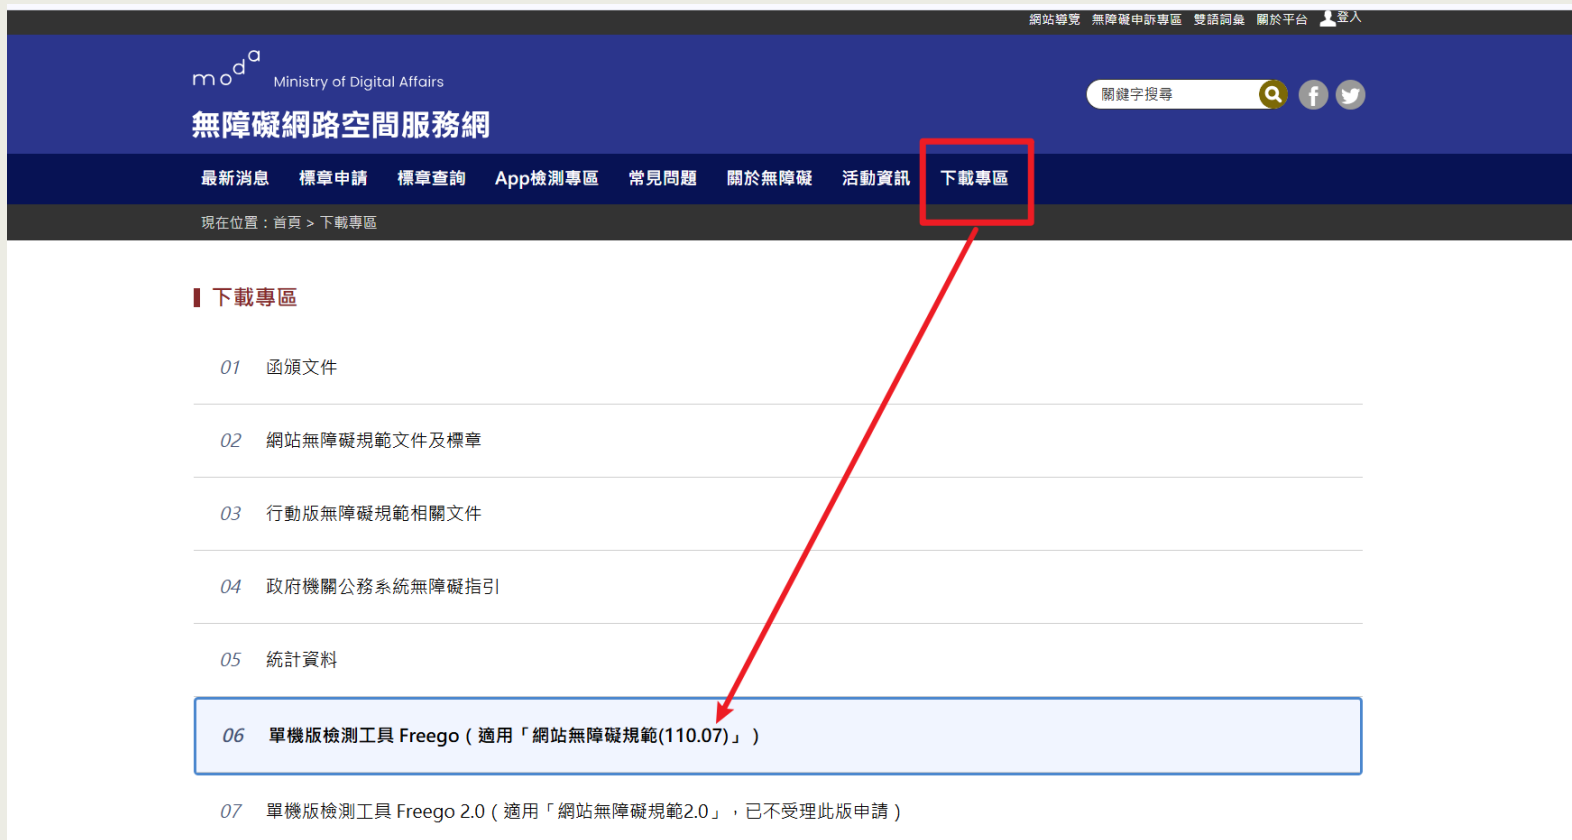 網站導覽 無障礙申訴專區 雙語詞彙 關於平台 登入
moda Ministry of Digital Affairs
關鍵字搜尋
無障礙網路空間服務網
最新消息 標章申請 標章查詢 App檢測專區 常見問題 關於無障礙 活動資訊 下載專區
現在位置：首頁 > 下載專區
下載專區
01 函頒文件
02 網站無障礙規範文件及標章
03 行動版無障礙規範相關文件
04 政府機關公務系統無障礙指引
05 統計資料
06 單機版檢測工具 Freego（適用「網站無障礙規範(110.07)」）
07 單機版檢測工具 Freego 2.0（適用「網站無障礙規範2.0」，已不受理此版申請）